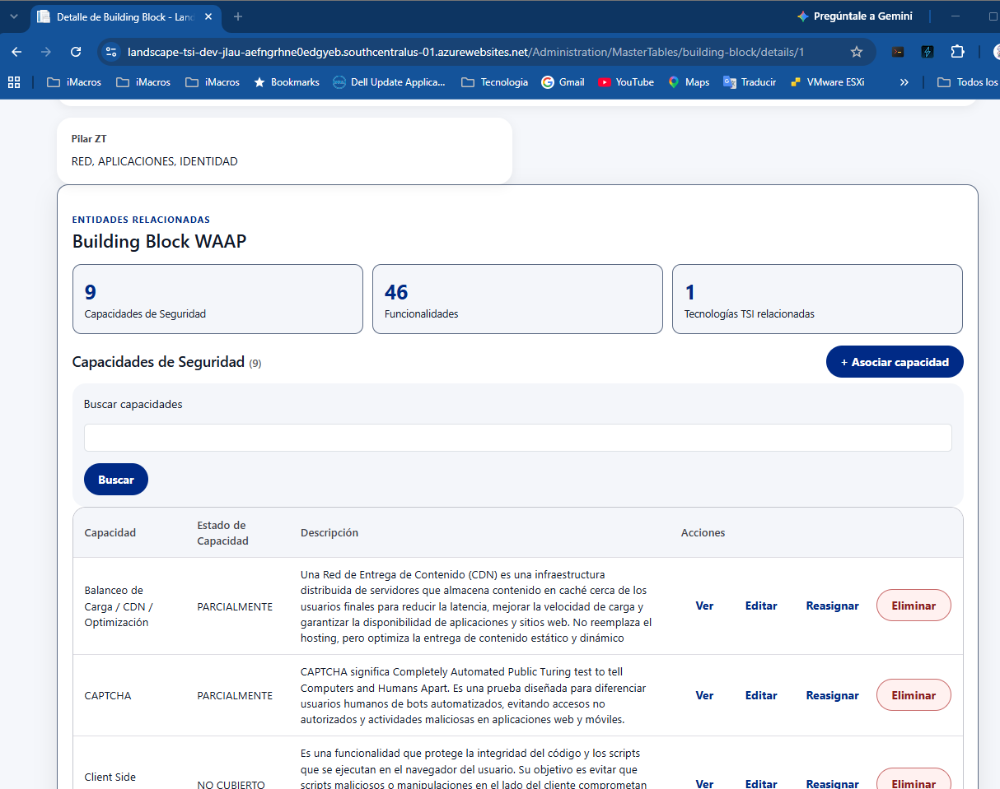 Detalle de Building Block - Lan
Pregúntale a Gemini
landscape-tsi-dev-jlau-aefngrhne0edgyeb.southcentralus-01.azurewebsites.net/Administration/MasterTables/building-block/details/1
iMacros
iMacros
iMacros
Bookmarks
Dell Update Applica...
Tecnologia
Gmail
YouTube
Maps
Traducir
VMware ESXi
Todos los
Pilar ZT
RED, APLICACIONES, IDENTIDAD
ENTIDADES RELACIONADAS
Building Block WAAP
9
Capacidades de Seguridad
46
Funcionalidades
1
Tecnologías TSI relacionadas
Capacidades de Seguridad (9)
+ Asociar capacidad
Buscar capacidades
Buscar
Capacidad
Estado de
Capacidad
Descripción
Acciones
Balanceo de
Carga / CDN /
Optimización
PARCIALMENTE
Una Red de Entrega de Contenido (CDN) es una infraestructura
distribuida de servidores que almacena contenido en caché cerca de los
usuarios finales para reducir la latencia, mejorar la velocidad de carga y
garantizar la disponibilidad de aplicaciones y sitios web. No reemplaza el
hosting, pero optimiza la entrega de contenido estático y dinámico
Ver
Editar
Reasignar
Eliminar
CAPTCHA
PARCIALMENTE
CAPTCHA significa Completely Automated Public Turing test to tell
Computers and Humans Apart. Es una prueba diseñada para diferenciar
usuarios humanos de bots automatizados, evitando accesos no
autorizados y actividades maliciosas en aplicaciones web y móviles.
Ver
Editar
Reasignar
Eliminar
Client Side
NO CUBIERTO
Es una funcionalidad que protege la integridad del código y los scripts
que se ejecutan en el navegador del usuario. Su objetivo es evitar que
scripts maliciosos o manipulaciones en el lado del cliente comprometan
Ver
Editar
Reasignar
Eliminar